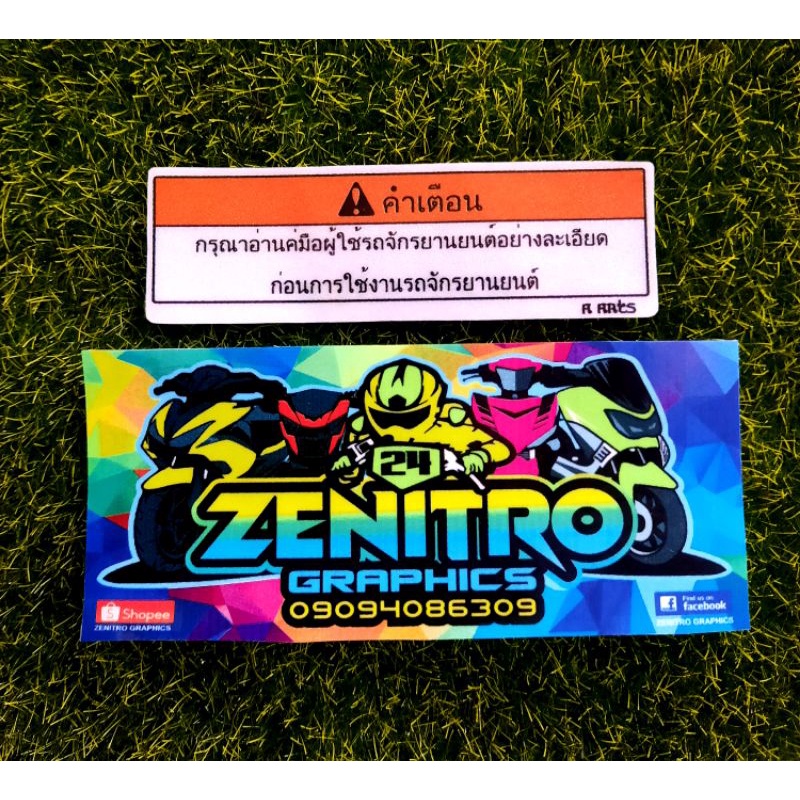 คำเตือน
กรุณาอ่านคู่มือผู้ใช้รถจักรยานยนต์อย่างละเอียด
ก่อนการใช้งานรถจักรยานยนต์
R ARTS
W
24
ZENITRO
GRAPHICS
09094086309
Shopee
ZENITRO GRAPHICS
Find us on
facebook
ZENITRO GRAPHICS